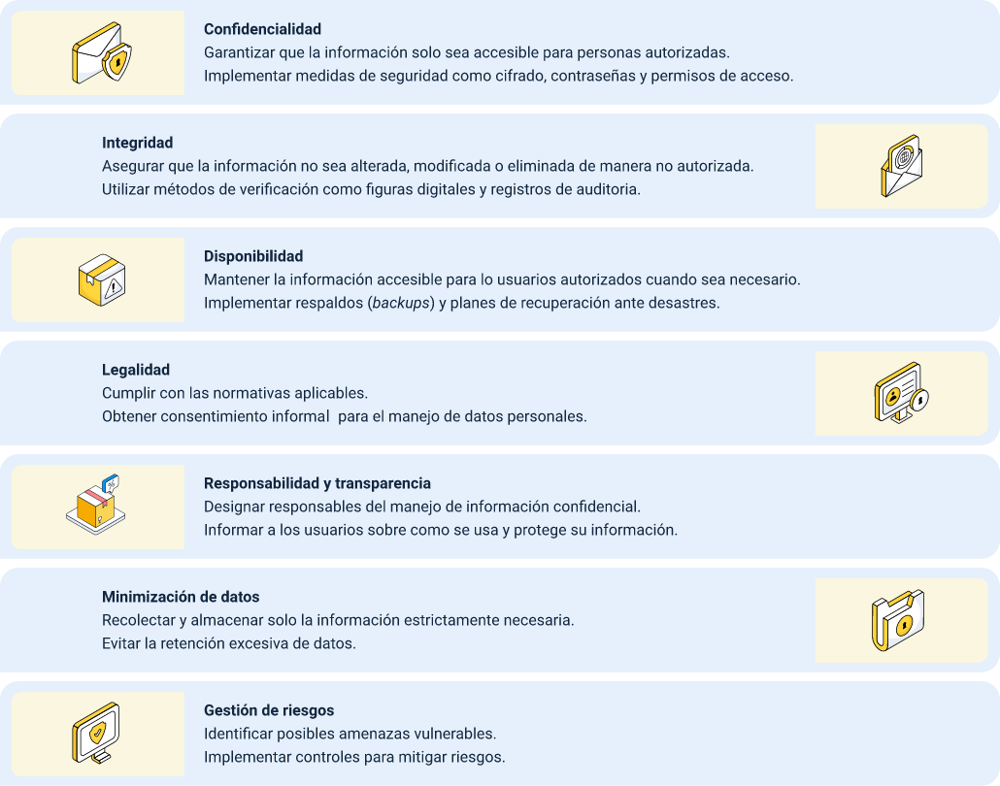 Confidencialidad
Garantizar que la información solo sea accesible para personas autorizadas.
Implementar medidas de seguridad como cifrado, contraseñas y permisos de acceso.
Integridad
Asegurar que la información no sea alterada, modificada o eliminada de manera no autorizada.
Utilizar métodos de verificación como figuras digitales y registros de auditoria.
Disponibilidad
Mantener la información accesible para lo usuarios autorizados cuando sea necesario.
Implementar respaldos (backups) y planes de recuperación ante desastres.
Legalidad
Cumplir con las normativas aplicables.
Obtener consentimiento informal  para el manejo de datos personales.
Responsabilidad y transparencia
Designar responsables del manejo de información confidencial.
Informar a los usuarios sobre como se usa y protege su información.
Minimización de datos
Recolectar y almacenar solo la información estrictamente necesaria.
Evitar la retención excesiva de datos.
Gestión de riesgos
Identificar posibles amenazas vulnerables.
Implementar controles para mitigar riesgos.